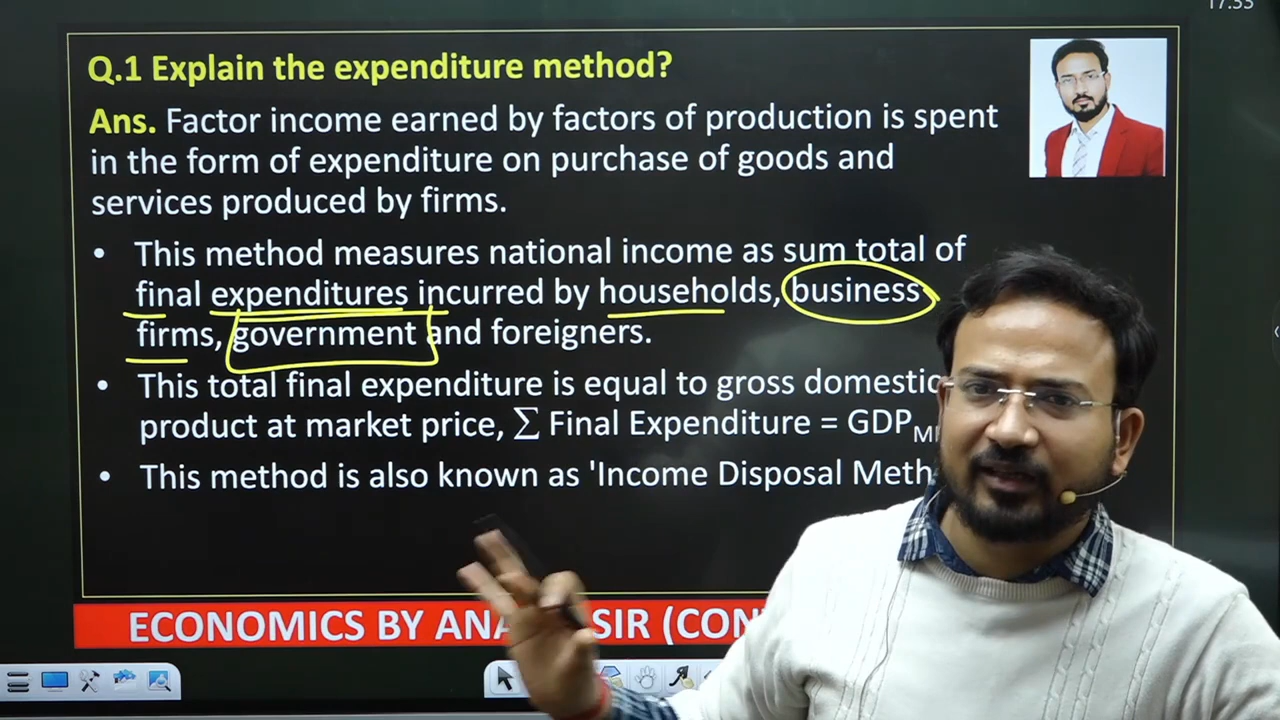 17:33
Q.1 Explain the expenditure method?
Ans. Factor income earned by factors of production is spent
in the form of expenditure on purchase of goods and
services produced by firms.
• This method measures national income as sum total of
final expenditures incurred by households, business
firms, government and foreigners.
• This total final expenditure is equal to gross domestic
product at market price, ∑ Final Expenditure = GDP
• This method is also known as 'Income Disposal
ECONOMICS BY SIR